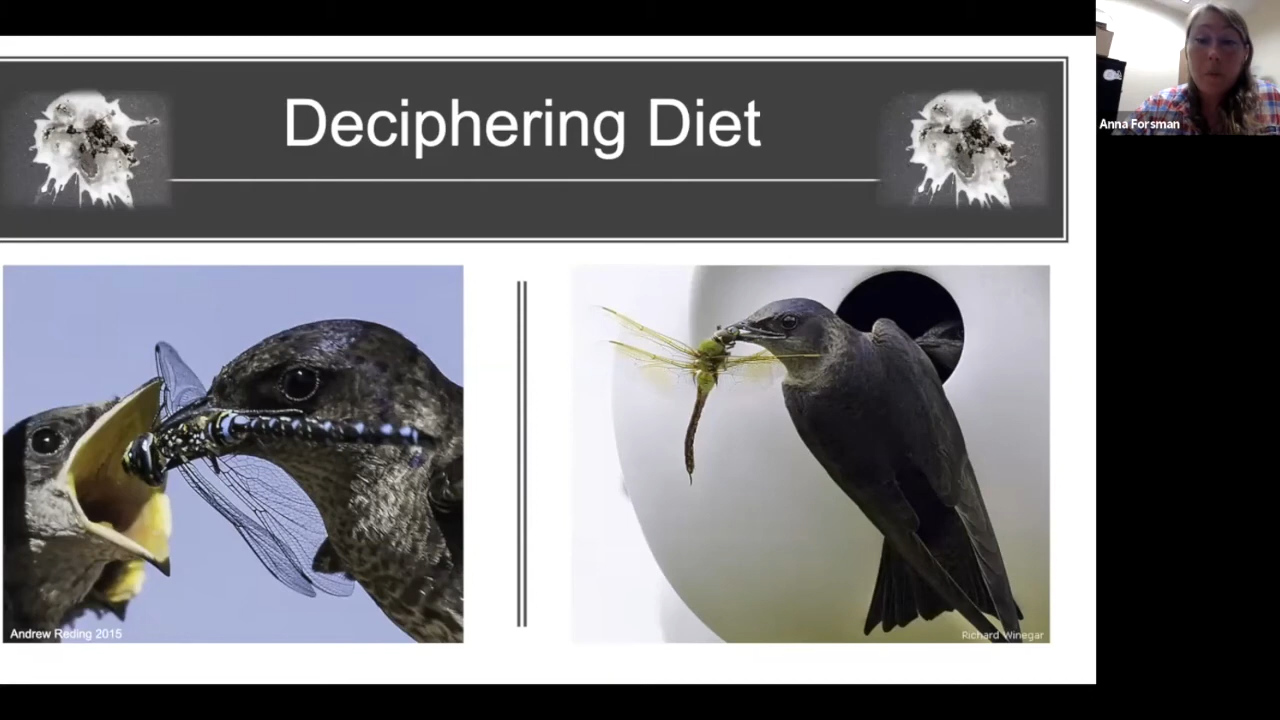 Deciphering Diet
Anna Forsman
Andrew Reding 2015
Richard Winegar